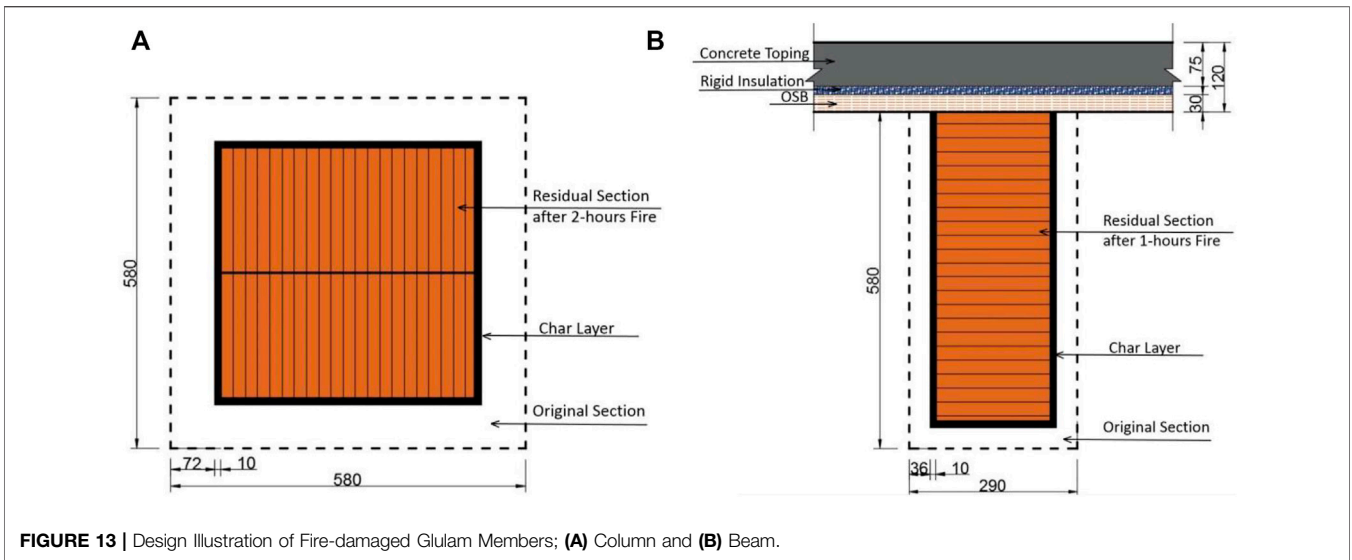 A
580
Residual Section
after 2-hours Fire
Char Layer
Original Section
72
10
580
B
Concrete Toping
Rigid Insulation
OSB
75
120
30
580
Residual Section
after 1-hours Fire
Char Layer
Original Section
36
10
290
FIGURE 13 | Design Illustration of Fire-damaged Glulam Members; (A) Column and (B) Beam.